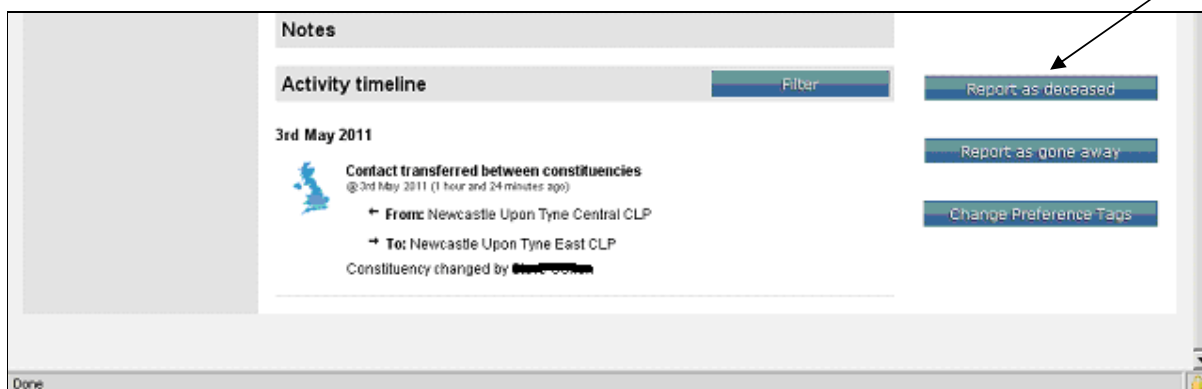 Notes
Activity timeline
Filter
Report as deceased
3rd May 2011
Report as gone away
Contact transferred between constituencies
@ 3rd May 2011 (1 hour and 24 minutes ago)
Change Preference Tags
← From: Newcastle Upon Tyne Central CLP
→ To: Newcastle Upon Tyne East CLP
Constituency changed by
Done